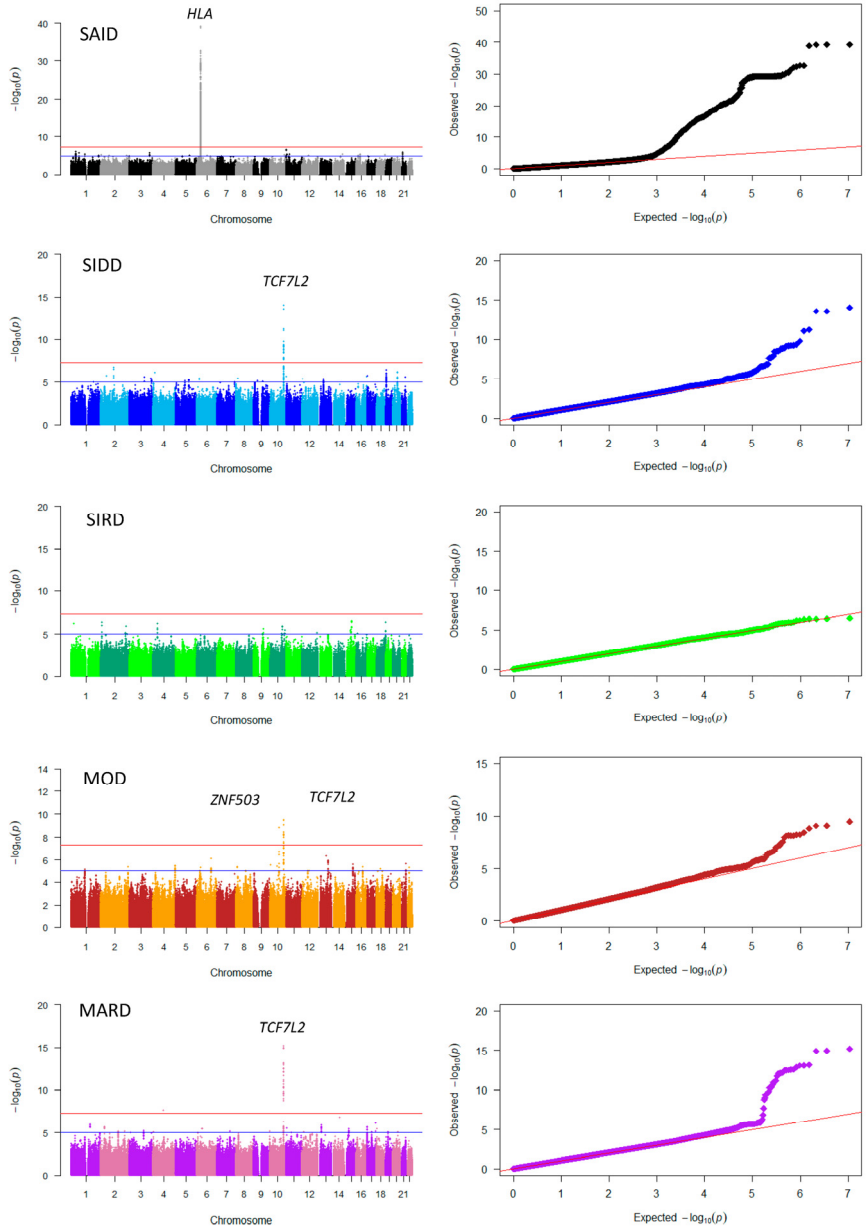 SAID
HLA
40
30
20
10
0
−log10(p)
1 2 3 4 5 6 7 8 9 10 12 14 16 18 21
Chromosome
50
40
30
20
10
0
Observed −log10(p)
0 1 2 3 4 5 6 7
Expected −log10(p)
SIDD
TCF7L2
20
15
10
5
0
−log10(p)
1 2 3 4 5 6 7 8 9 10 12 14 16 18 21
Chromosome
20
15
10
5
0
Observed −log10(p)
0 1 2 3 4 5 6 7
Expected −log10(p)
SIRD
20
15
10
5
0
−log10(p)
1 2 3 4 5 6 7 8 9 10 12 14 16 18 21
Chromosome
20
15
10
5
0
Observed −log10(p)
0 1 2 3 4 5 6 7
Expected −log10(p)
MOD
ZNF503 TCF7L2
14
12
10
8
6
4
2
0
−log10(p)
1 2 3 4 5 6 7 8 9 10 12 14 16 18 21
Chromosome
15
10
5
0
Observed −log10(p)
0 1 2 3 4 5 6 7
Expected −log10(p)
MARD
TCF7L2
20
15
10
5
0
−log10(p)
1 2 3 4 5 6 7 8 9 10 12 14 16 18 21
Chromosome
20
15
10
5
0
Observed −log10(p)
0 1 2 3 4 5 6 7
Expected −log10(p)